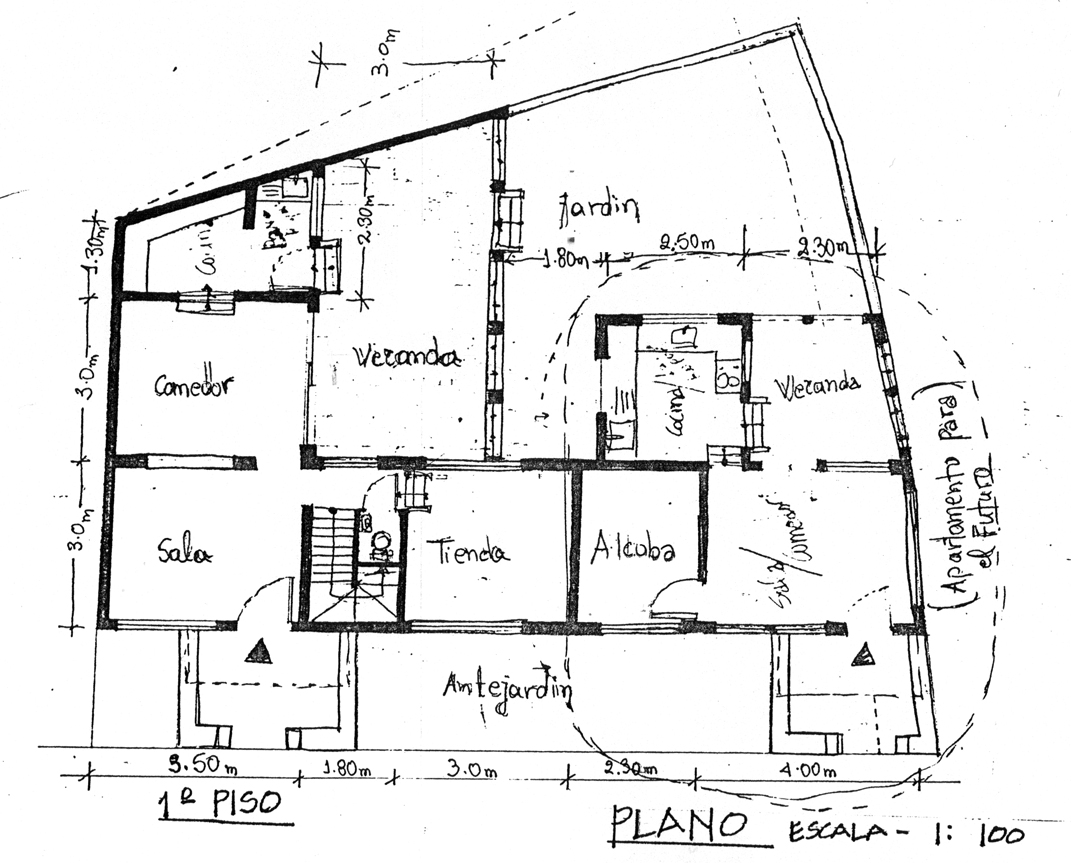 3.0m
Jardin
1.30m
2.30m
1.80m
2.50m
2.30m
Cocina
Veranda
Comedor
3.0m
Cocina/
Veranda
(Apartamento para
el Futuro)
Sala
Tienda
Alcoba
Sala/
Comedor
3.0m
Antejardin
3.50m
1.80m
3.0m
2.30m
4.00m
1ª PISO
PLANO ESCALA - 1: 100